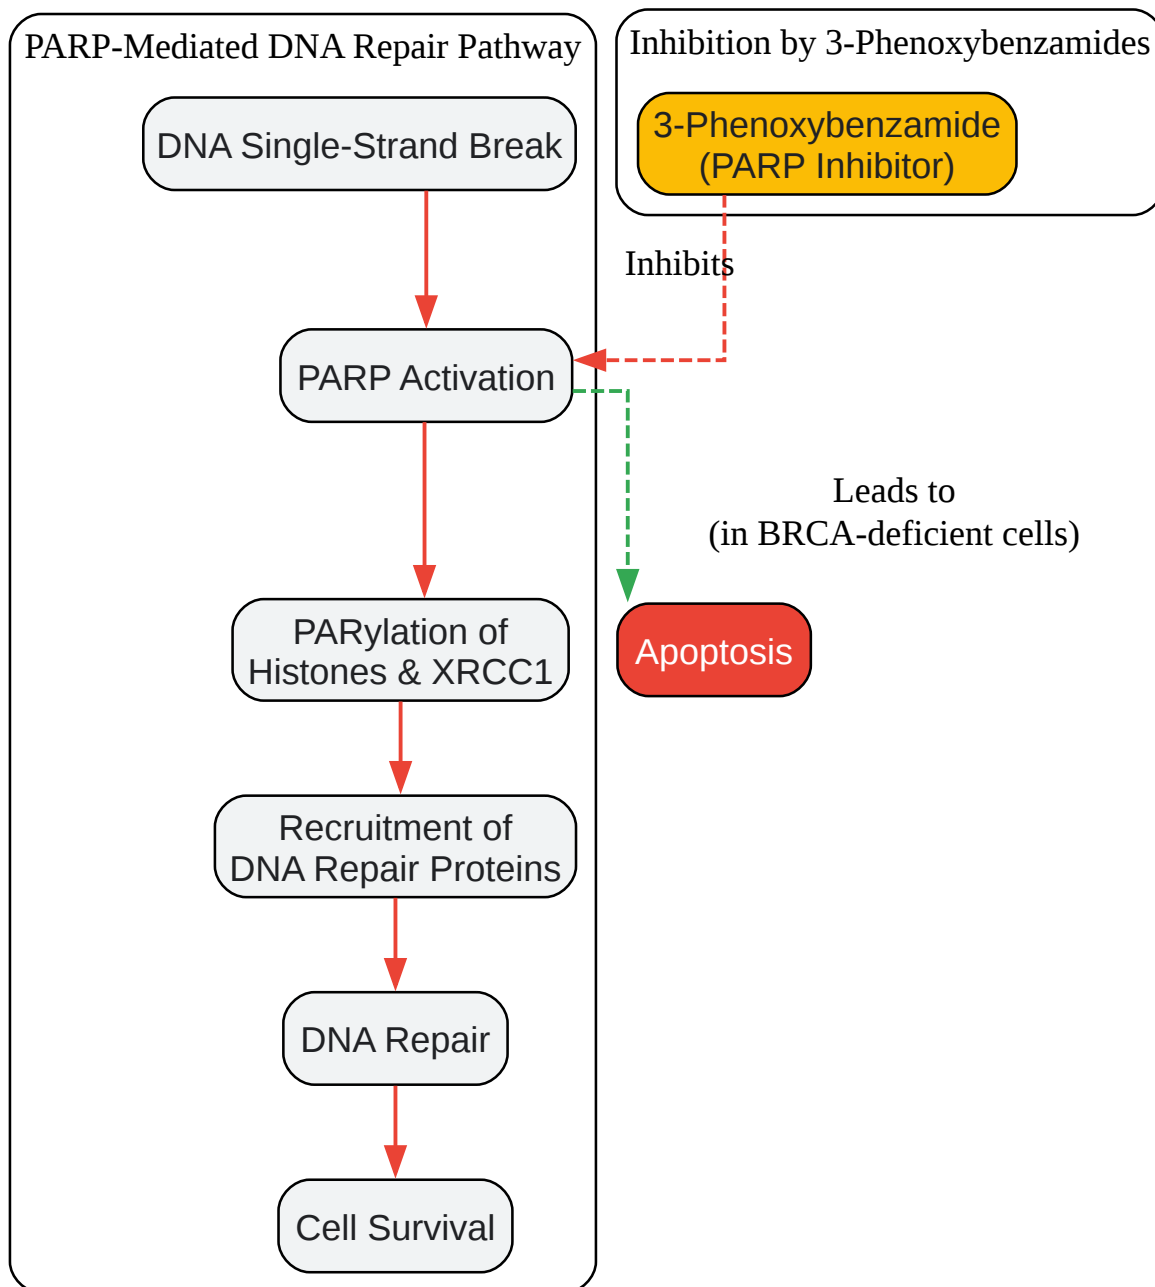 PARP-Mediated DNA Repair Pathway
DNA Single-Strand Break
PARP Activation
PARylation of
Histones & XRCC1
Recruitment of
DNA Repair Proteins
DNA Repair
Cell Survival
Inhibition by 3-Phenoxybenzamides
3-Phenoxybenzamide
(PARP Inhibitor)
Inhibits
Leads to
(in BRCA-deficient cells)
Apoptosis